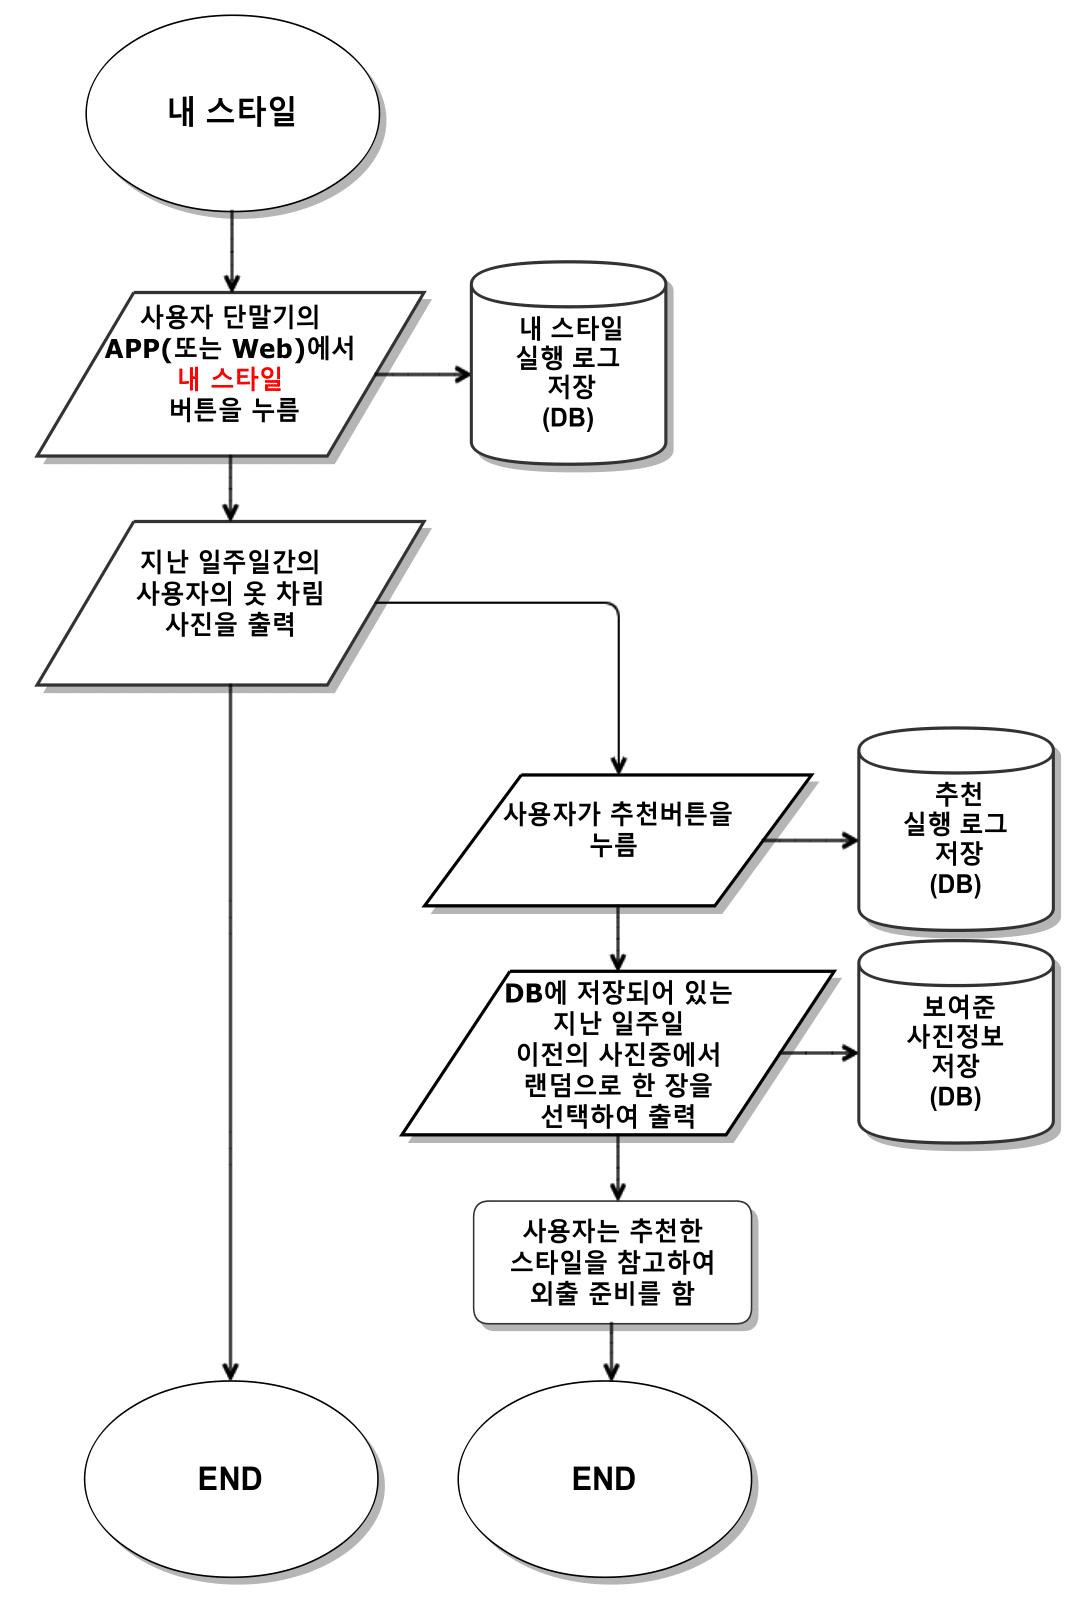 내 스타일
사용자 단말기의
APP(또는 Web)에서
내 스타일
버튼을 누름
내 스타일
실행 로그
저장
(DB)
지난 일주일간의
사용자의 옷 차림
사진을 출력
사용자가 추천버튼을
누름
추천
실행 로그
저장
(DB)
DB에 저장되어 있는
지난 일주일
이전의 사진중에서
랜덤으로 한 장을
선택하여 출력
보여준
사진정보
저장
(DB)
사용자는 추천한
스타일을 참고하여
외출 준비를 함
END
END